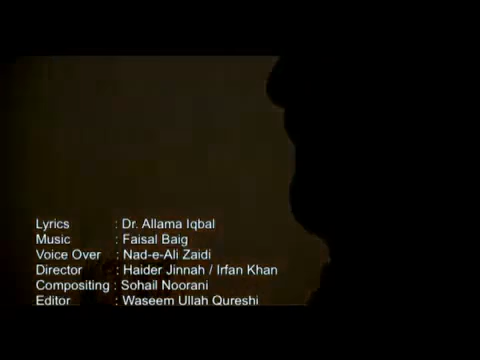 Lyrics : Dr. Allama Iqbal
Music : Faisal Baig
Voice Over : Nad-e-Ali Zaidi
Director : Haider Jinnah / Irfan Khan
Compositing : Sohail Noorani
Editor : Waseem Ullah Qureshi